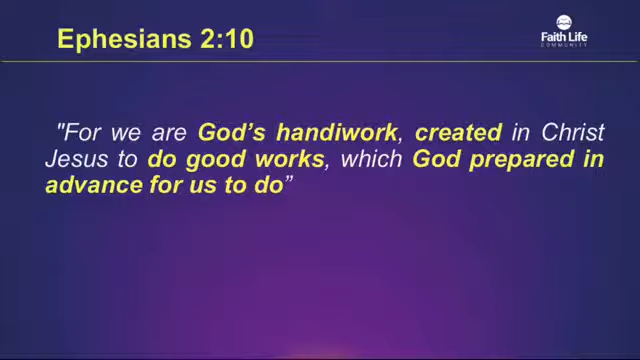 Ephesians 2:10
Faith Life
COMMUNITY
"For we are God’s handiwork, created in Christ
Jesus to do good works, which God prepared in
advance for us to do”